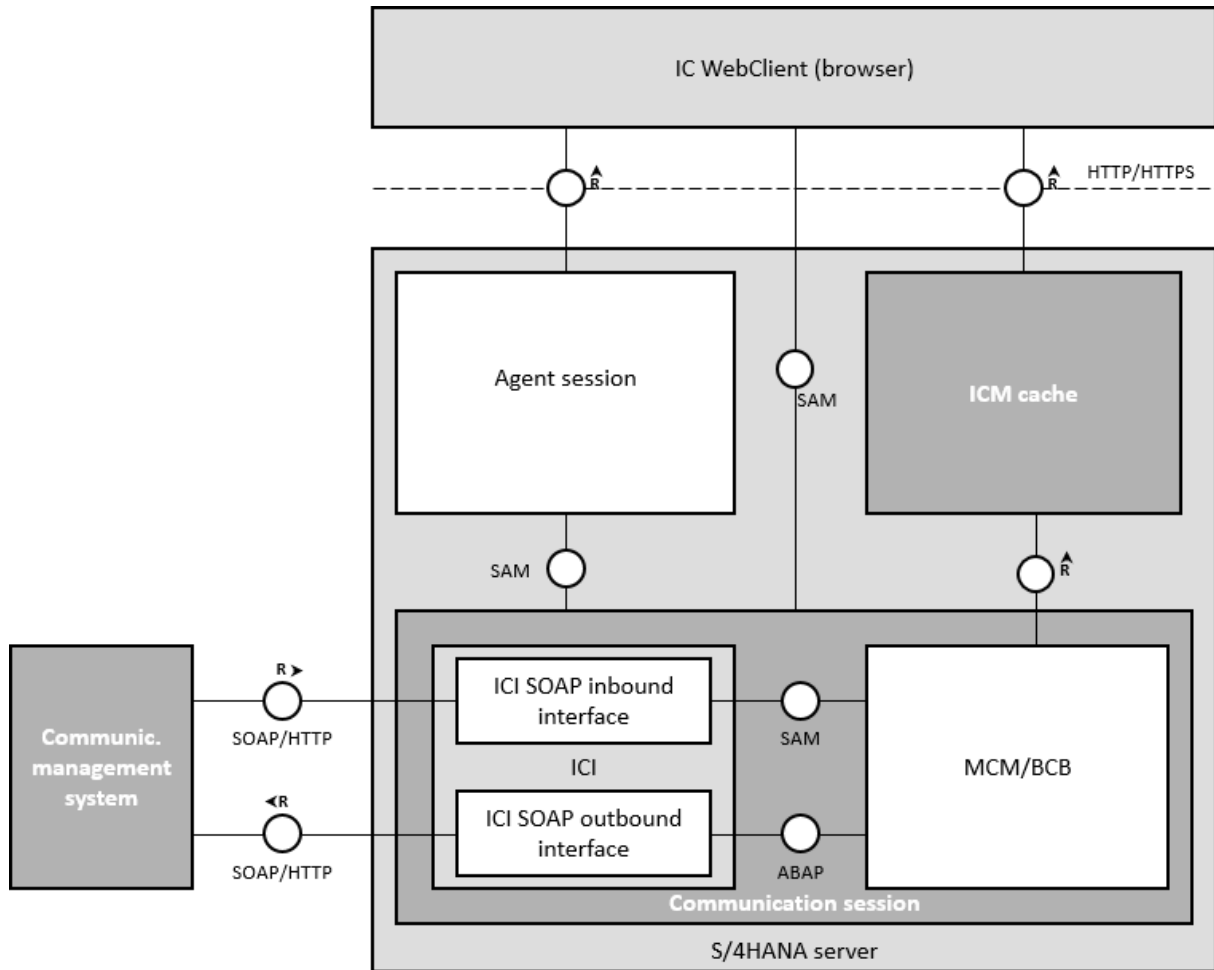 IC WebClient (browser)
R
R
HTTP/HTTPS
Agent session
SAM
ICM cache
SAM
R
R
SOAP/HTTP
ICI SOAP inbound
interface
SAM
Communic.
management
system
ICI
MCM/BCB
R
SOAP/HTTP
ICI SOAP outbound
interface
ABAP
Communication session
S/4HANA server